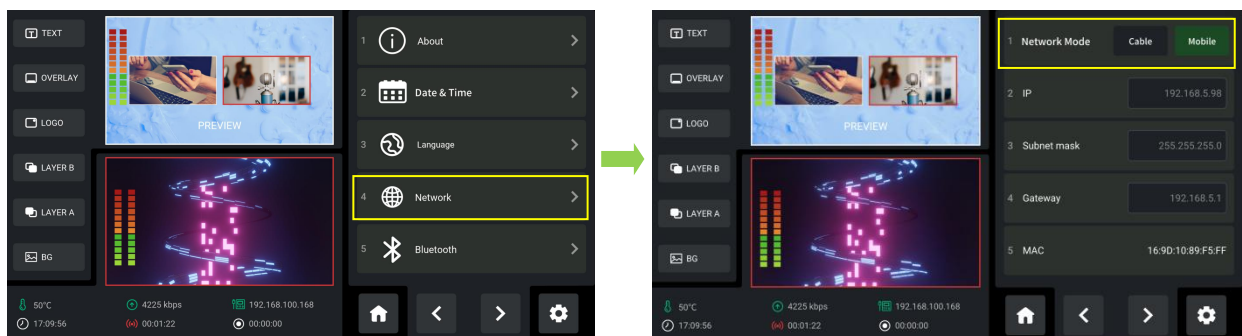 TEXT
OVERLAY
LOGO
LAYER B
LAYER A
BG
PREVIEW
1 About
2 Date & Time
3 Language
4 Network
5 Bluetooth
50°C
4225 kbps
192.168.100.168
17:09:56
00:01:22
00:00:00
TEXT
OVERLAY
LOGO
LAYER B
LAYER A
BG
PREVIEW
1 Network Mode Cable Mobile
2 IP 192.168.5.98
3 Subnet mask 255.255.255.0
4 Gateway 192.168.5.1
5 MAC 16:9D:10:89:F5:FF
50°C
4225 kbps
192.168.100.168
17:09:56
00:01:22
00:00:00